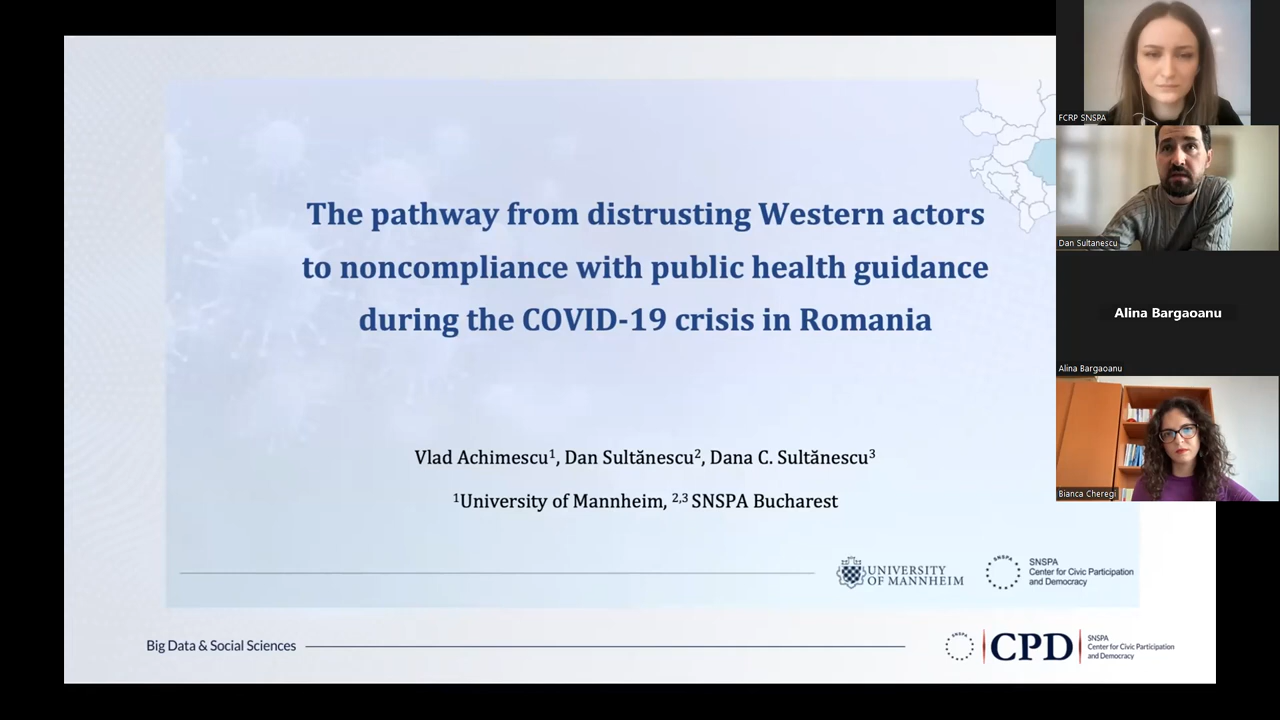 The pathway from distrusting Western actors
to noncompliance with public health guidance
during the COVID-19 crisis in Romania
Vlad Achimescu¹, Dan Sultănescu², Dana C. Sultănescu³
¹University of Mannheim, ²,³ SNSPA Bucharest
UNIVERSITY
OF MANNHEIM
SNSPA
SNSPA
Center for Civic Participation
and Democracy
Big Data & Social Sciences
SNSPA
CPD
SNSPA
Center for Civic Participation
and Democracy
FCRP SNSPA
Dan Sultanescu
Alina Bargaoanu
Alina Bargaoanu
Bianca Cheregi